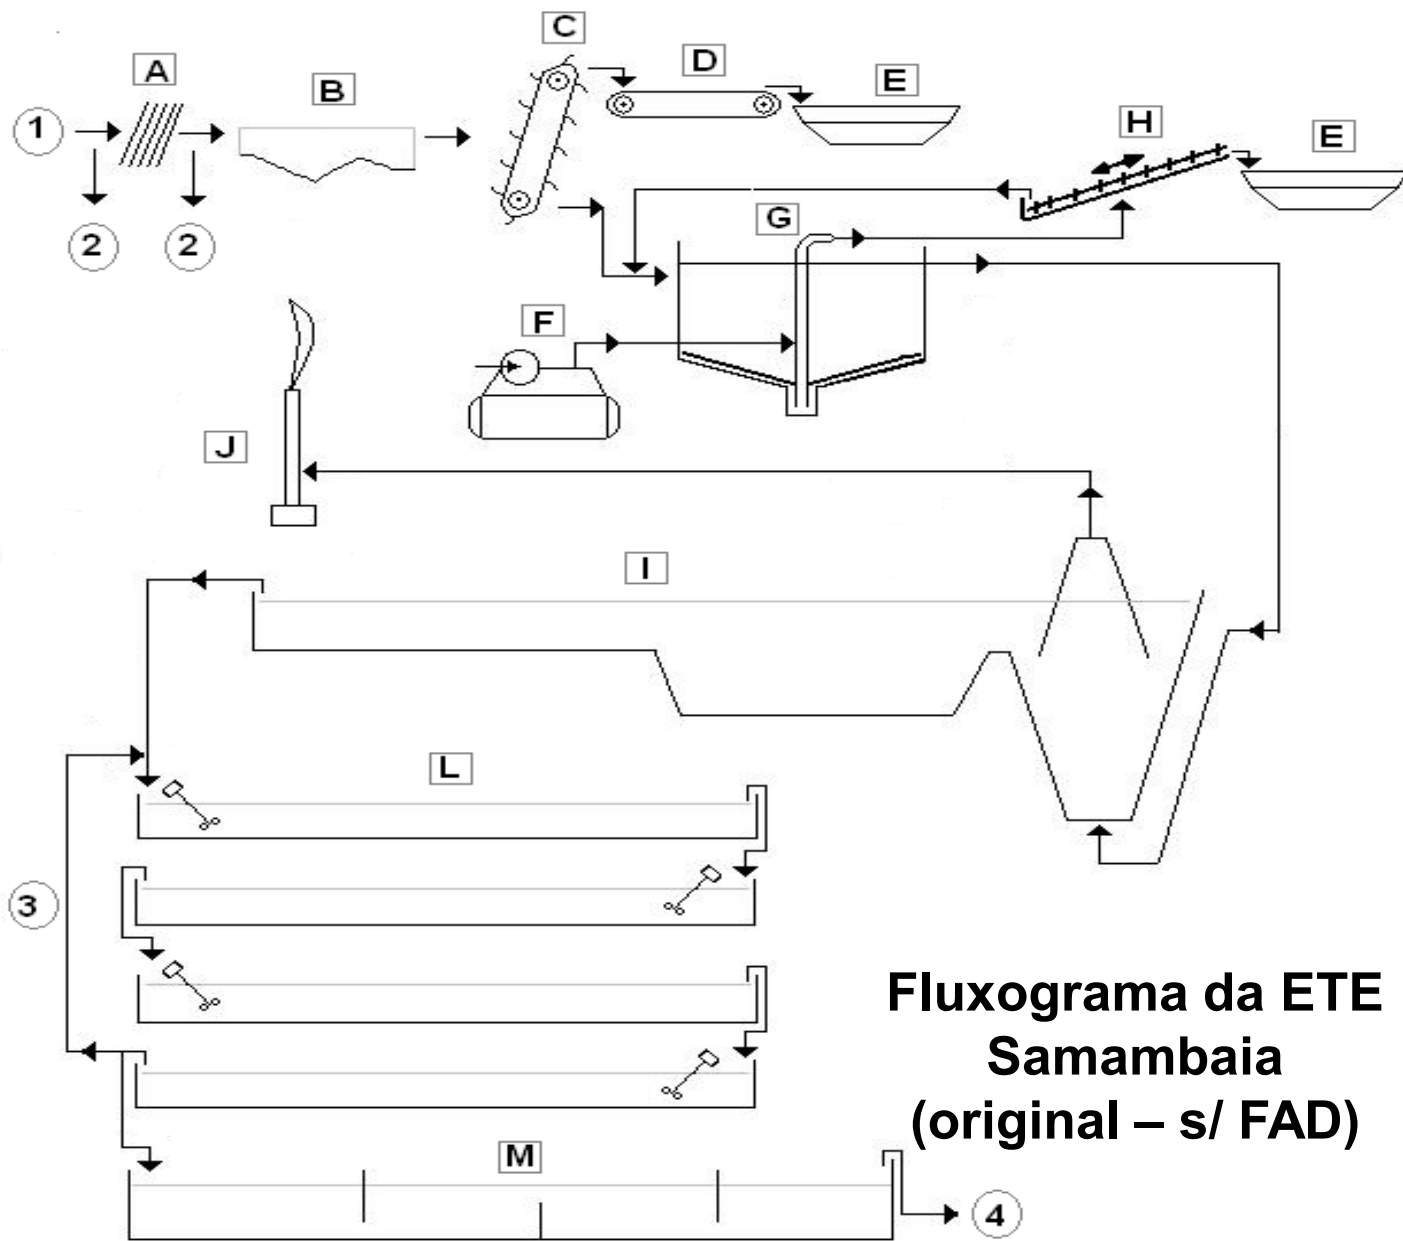 C
A
D
B
E
1
H
E
G
2
2
F
J
I
L
3
Fluxograma da ETE
Samambaia
(original – s/ FAD)
M
4